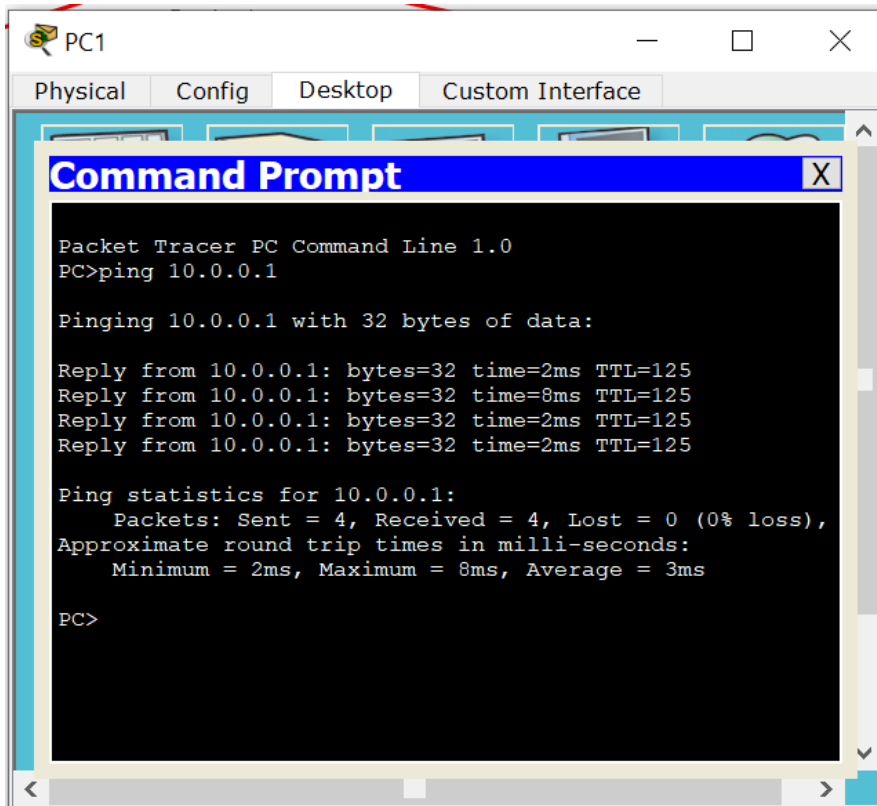 PC1
Physical Config Desktop Custom Interface
Command Prompt X
Packet Tracer PC Command Line 1.0
PC>ping 10.0.0.1
Pinging 10.0.0.1 with 32 bytes of data:
Reply from 10.0.0.1: bytes=32 time=2ms TTL=125
Reply from 10.0.0.1: bytes=32 time=8ms TTL=125
Reply from 10.0.0.1: bytes=32 time=2ms TTL=125
Reply from 10.0.0.1: bytes=32 time=2ms TTL=125
Ping statistics for 10.0.0.1:
Packets: Sent = 4, Received = 4, Lost = 0 (0% loss),
Approximate round trip times in milli-seconds:
Minimum = 2ms, Maximum = 8ms, Average = 3ms
PC>